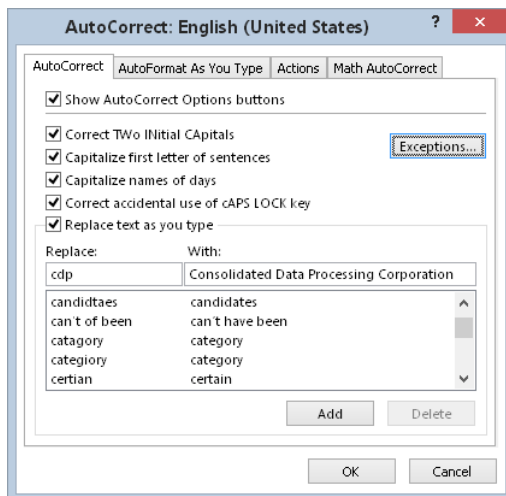 AutoCorrect: English (United States) ? ×
AutoCorrect AutoFormat As You Type Actions Math AutoCorrect
Show AutoCorrect Options buttons
Correct TWo INitial CApitals
Exceptions...
Capitalize first letter of sentences
Capitalize names of days
Correct accidental use of cAPS LOCK key
Replace text as you type
Replace: With:
cdp Consolidated Data Processing Corporation
candidtaes candidates
can't of been can't have been
catagory category
categiory category
certian certain
Add Delete
OK Cancel